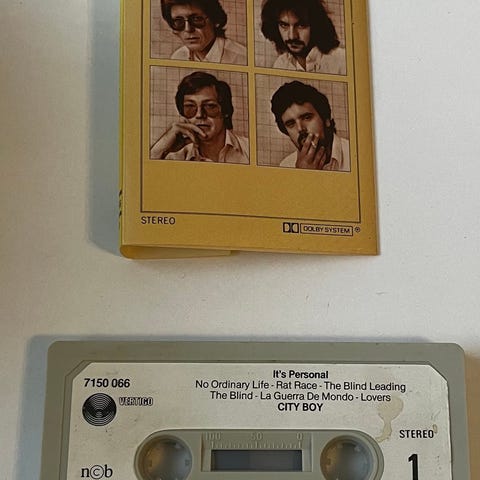 STEREO
DOLBY SYSTEM ®
It's Personal
7150 066
No Ordinary Life - Rat Race - The Blind Leading
The Blind - La Guerra De Mondo - Lovers
VERTIGO
CITY BOY
STEREO
100 50 0
ncb
1